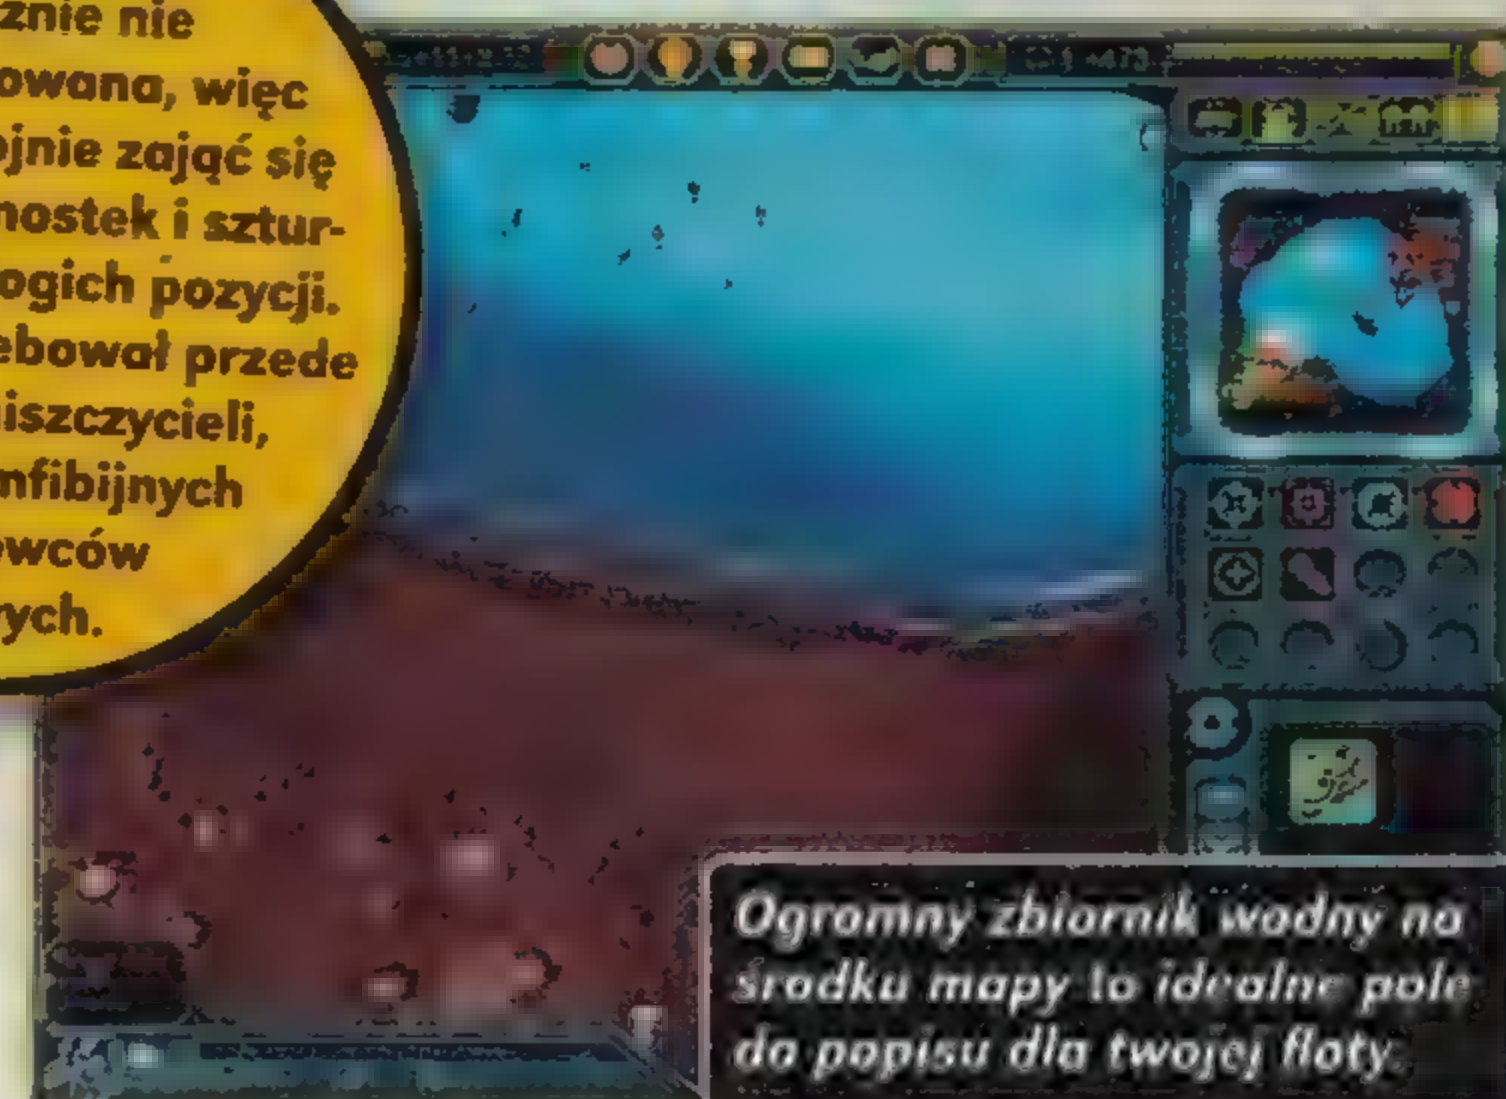 znie nie
owana, więc
ojnie zająć się
nostek i sztur-
ogich pozycji.
ebował przede
iszczycieli,
mfibijnych
owców
ych.
Ogromny zbiornik wodny na
środku mapy to idealne pole
do popisu dla twojej floty.